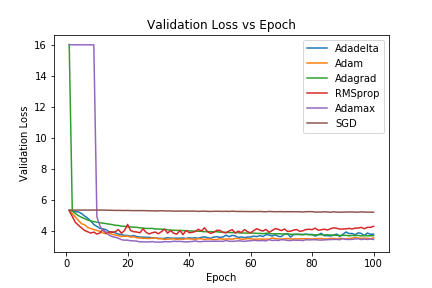 Validation Loss vs Epoch
Validation Loss
16
14
12
10
8
6
4
Adadelta
Adam
Adagrad
RMSprop
Adamax
SGD
0
20
40
60
80
100
Epoch